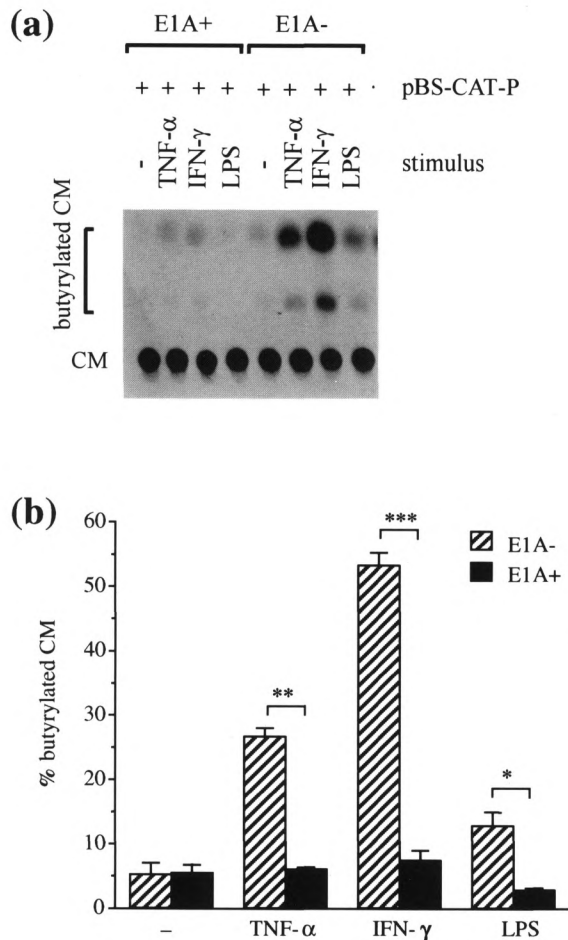 (a)
E1A+ E1A-
+ + + + + + + + · pBS-CAT-P
- TNF-α IFN-γ LPS - TNF-α IFN-γ LPS stimulus
butyrylated CM
CM
(b)
60
50
40
30
20
10
0
% butyrylated CM
** *** *
E1A-
E1A+
– TNF-α IFN-γ LPS